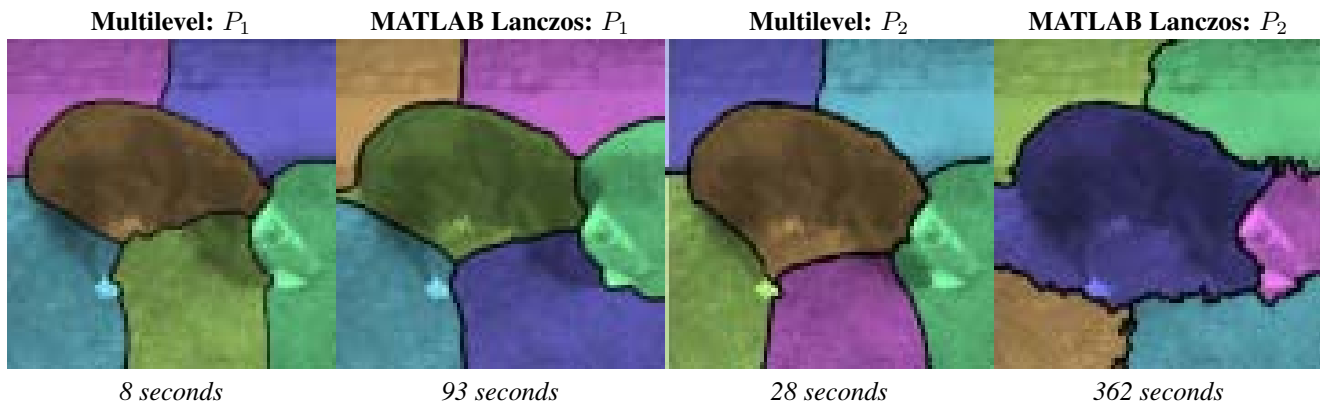 Multilevel: P₁ MATLAB Lanczos: P₁ Multilevel: P₂ MATLAB Lanczos: P₂
8 seconds 93 seconds 28 seconds 362 seconds